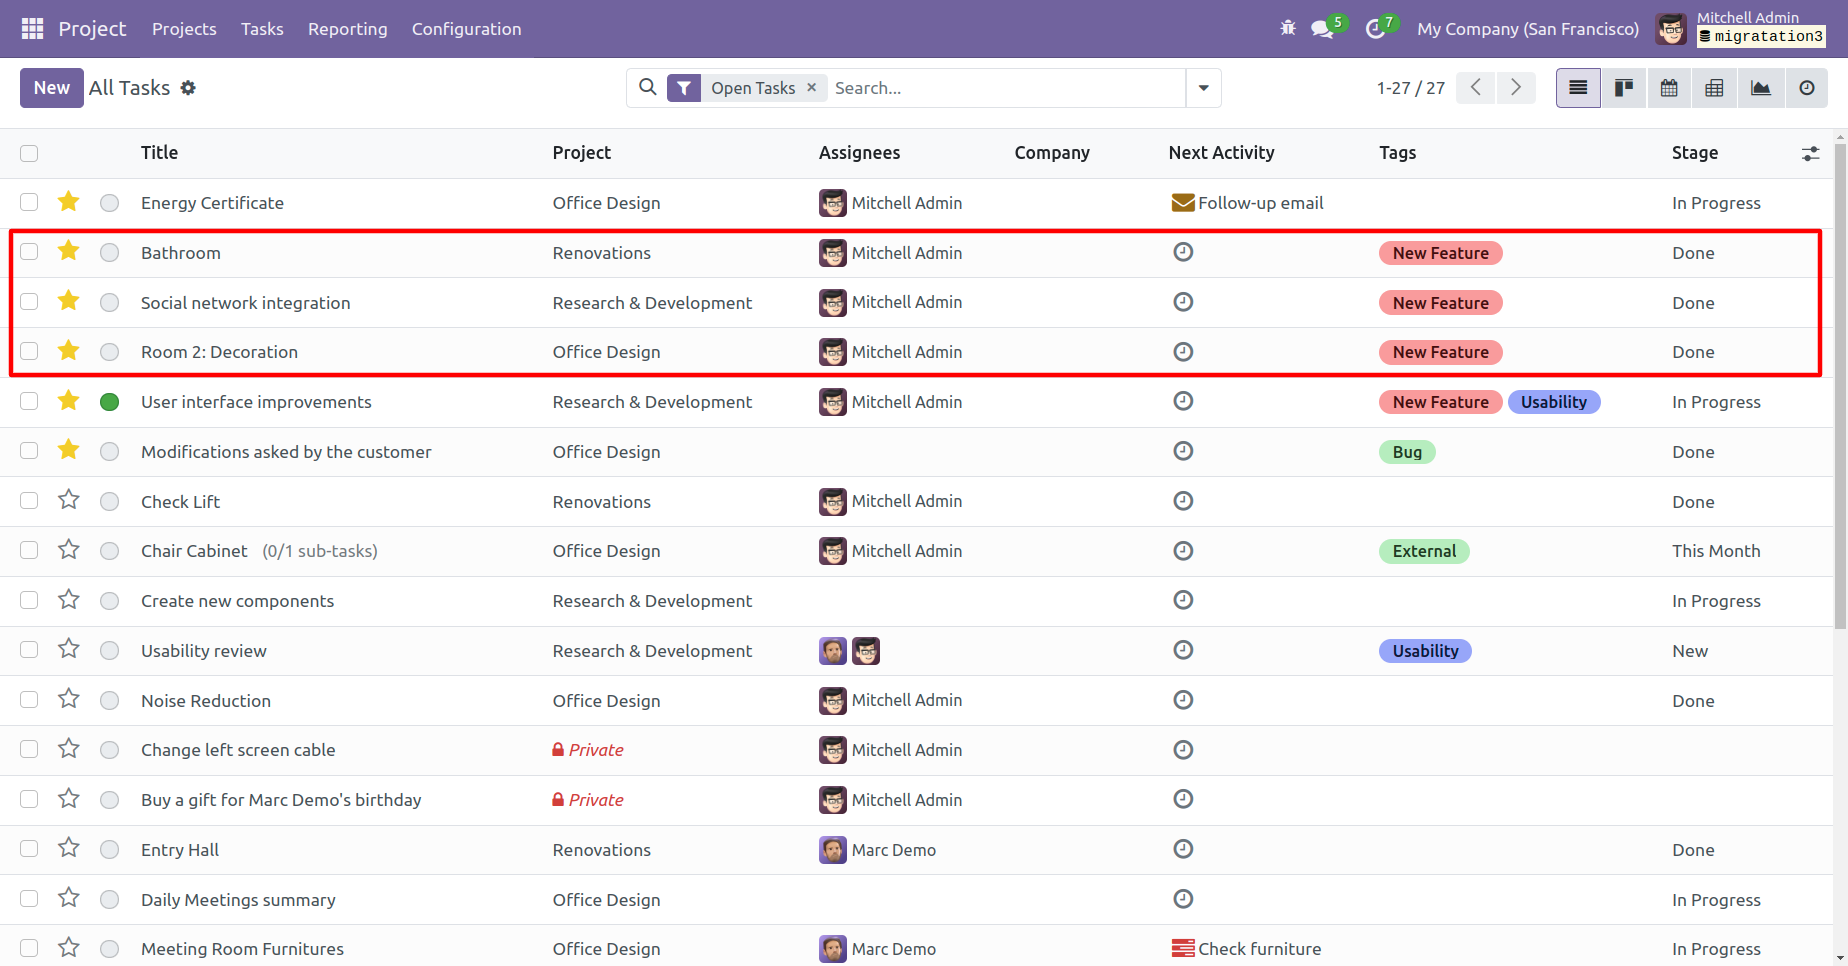 Project Projects Tasks Reporting Configuration 5 7 My Company (San Francisco) Mitchell Admin
migratation3
New All Tasks Open Tasks × Search... 1-27 / 27
Title Project Assignees Company Next Activity Tags Stage
Energy Certificate Office Design Mitchell Admin Follow-up email In Progress
Bathroom Renovations Mitchell Admin New Feature Done
Social network integration Research & Development Mitchell Admin New Feature Done
Room 2: Decoration Office Design Mitchell Admin New Feature Done
User interface improvements Research & Development Mitchell Admin New Feature Usability In Progress
Modifications asked by the customer Office Design Bug Done
Check Lift Renovations Mitchell Admin Done
Chair Cabinet (0/1 sub-tasks) Office Design Mitchell Admin External This Month
Create new components Research & Development In Progress
Usability review Research & Development Usability New
Noise Reduction Office Design Mitchell Admin Done
Change left screen cable Private Mitchell Admin
Buy a gift for Marc Demo's birthday Private Mitchell Admin
Entry Hall Renovations Marc Demo Done
Daily Meetings summary Office Design In Progress
Meeting Room Furnitures Office Design Marc Demo Check furniture In Progress